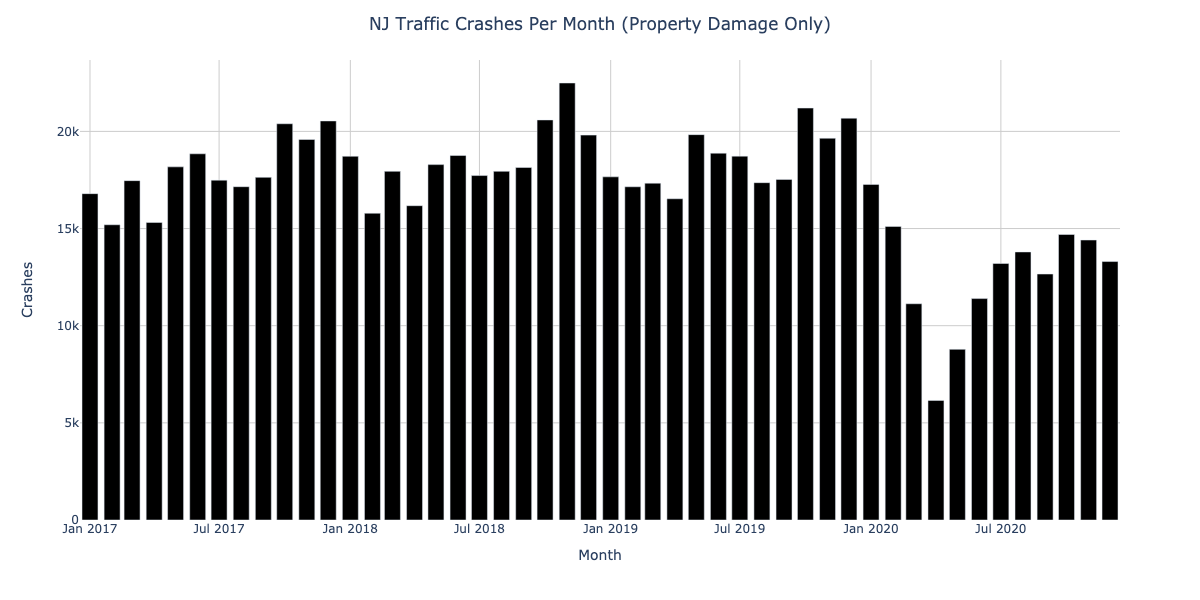 NJ Traffic Crashes Per Month (Property Damage Only)
20k
15k
10k
5k
0
Crashes
Jan 2017 Jul 2017 Jan 2018 Jul 2018 Jan 2019 Jul 2019 Jan 2020 Jul 2020
Month